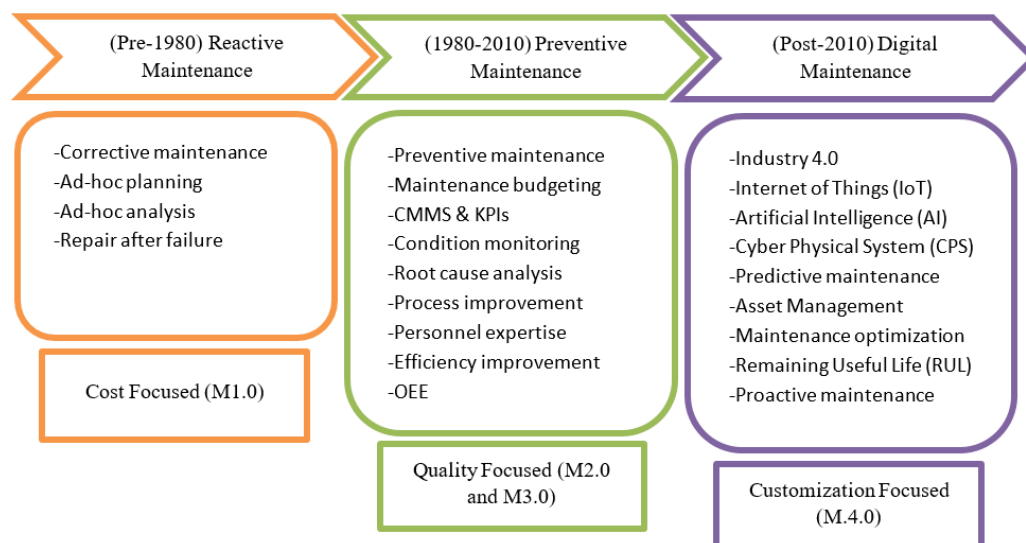 (Pre-1980) Reactive
Maintenance
(1980-2010) Preventive
Maintenance
(Post-2010) Digital
Maintenance
-Corrective maintenance
-Ad-hoc planning
-Ad-hoc analysis
-Repair after failure
Cost Focused (M1.0)
-Preventive maintenance
-Maintenance budgeting
-CMMS & KPIs
-Condition monitoring
-Root cause analysis
-Process improvement
-Personnel expertise
-Efficiency improvement
-OEE
Quality Focused (M2.0
and M3.0)
-Industry 4.0
-Internet of Things (IoT)
-Artificial Intelligence (AI)
-Cyber Physical System (CPS)
-Predictive maintenance
-Asset Management
-Maintenance optimization
-Remaining Useful Life (RUL)
-Proactive maintenance
Customization Focused
(M.4.0)